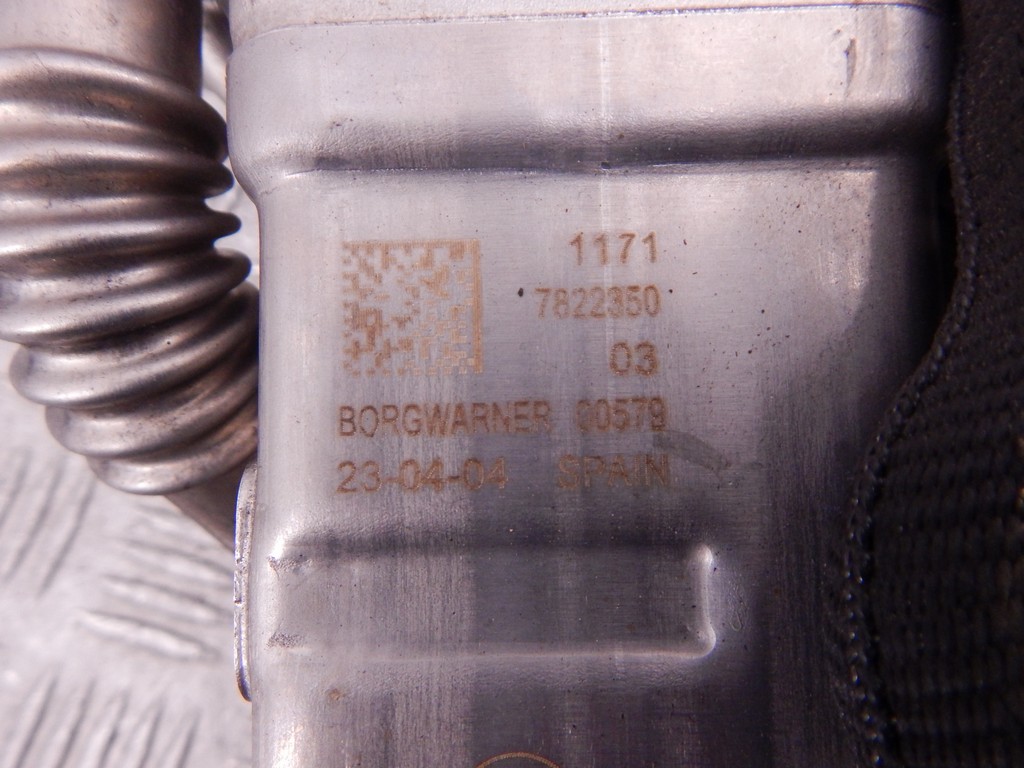 1171
7822350
03
BORGWARNER 00579
23-04-04 SPAIN